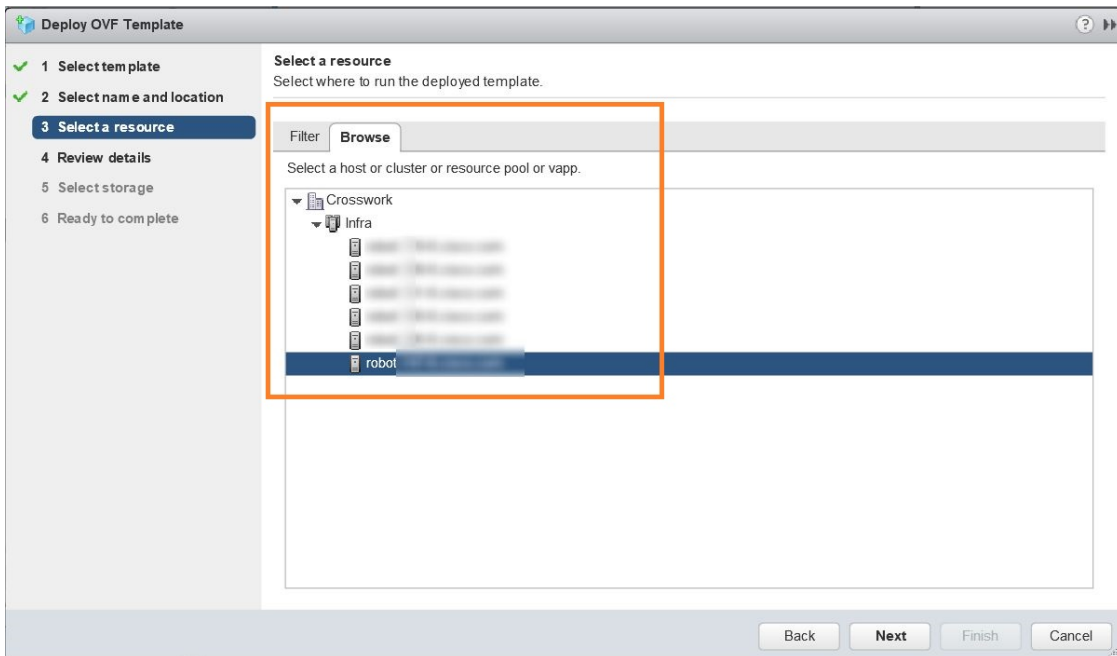 Deploy OVF Template
?
1 Select template
2 Select name and location
3 Select a resource
4 Review details
5 Select storage
6 Ready to complete
Select a resource
Select where to run the deployed template.
Filter Browse
Select a host or cluster or resource pool or vapp.
Crosswork
Infra
robot
Back Next Finish Cancel